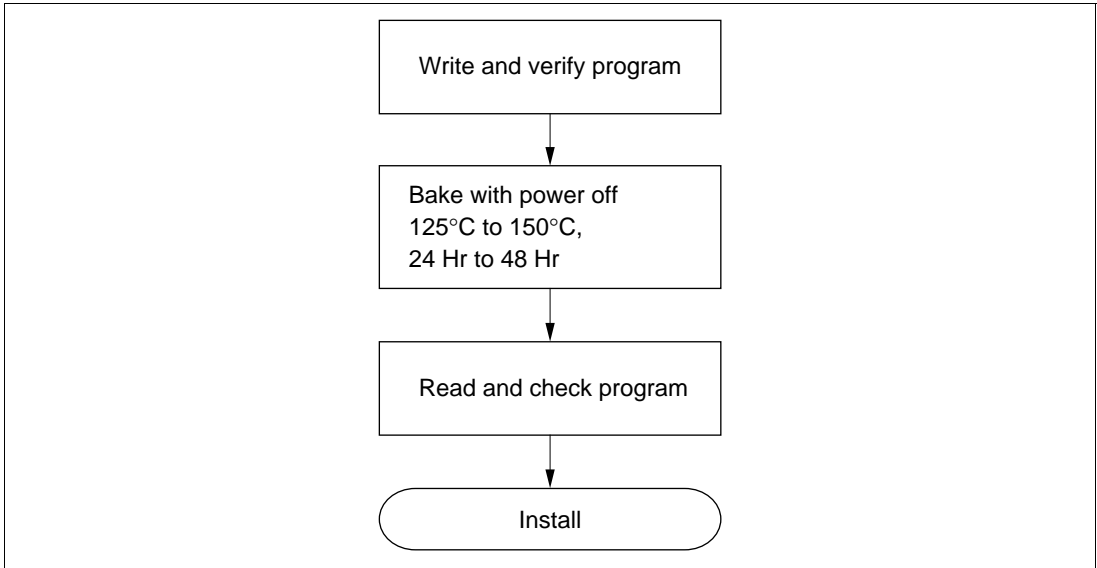 Write and verify program
Bake with power off
125°C to 150°C,
24 Hr to 48 Hr
Read and check program
Install